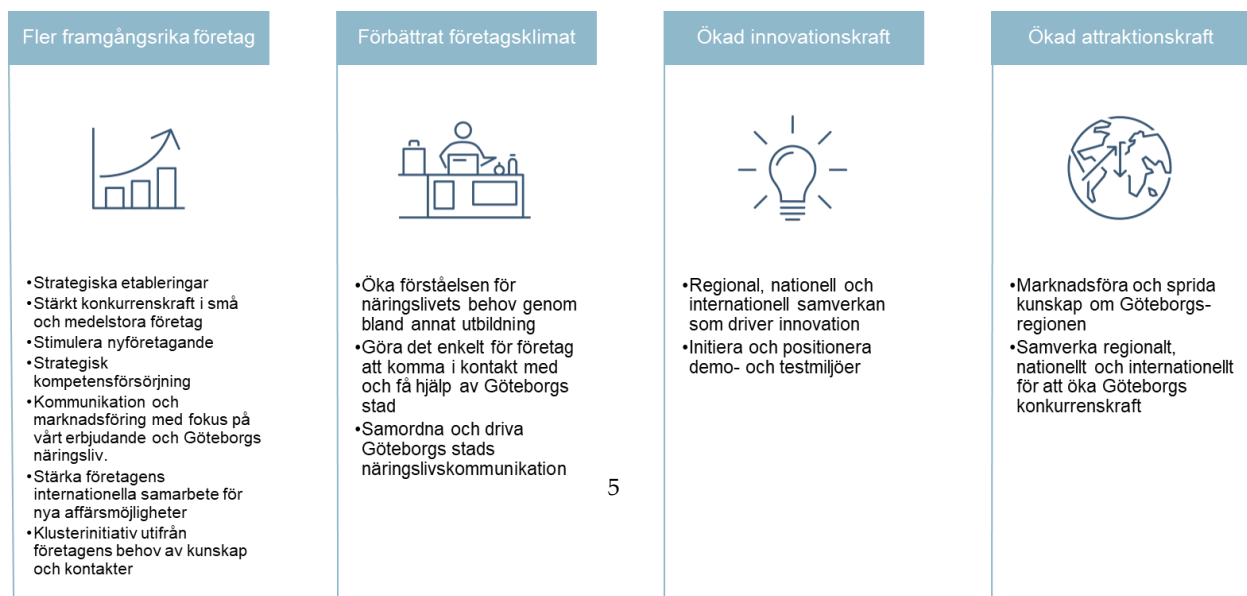 Fler framgångsrika företag
•Strategiska etableringar
•Stärkt konkurrenskraft i små
och medelstora företag
•Stimulera nyföretagande
•Strategisk
kompetensförsörjning
•Kommunikation och
marknadsföring med fokus på
vårt erbjudande och Göteborgs
näringsliv.
•Stärka företagens
internationella samarbete för
nya affärsmöjligheter
•Klusterinitiativ utifrån
företagens behov av kunskap
och kontakter
Förbättrat företagsklimat
•Öka förståelsen för
näringslivets behov genom
bland annat utbildning
•Göra det enkelt för företag
att komma i kontakt med
och få hjälp av Göteborgs
stad
•Samordna och driva
Göteborgs stads
näringslivskommunikation
Ökad innovationskraft
•Regional, nationell och
internationell samverkan
som driver innovation
•Initiera och positionera
demo- och testmiljöer
Ökad attraktionskraft
•Marknadsföra och sprida
kunskap om Göteborgs-
regionen
•Samverka regionalt,
nationellt och internationellt
för att öka Göteborgs
konkurrenskraft
5